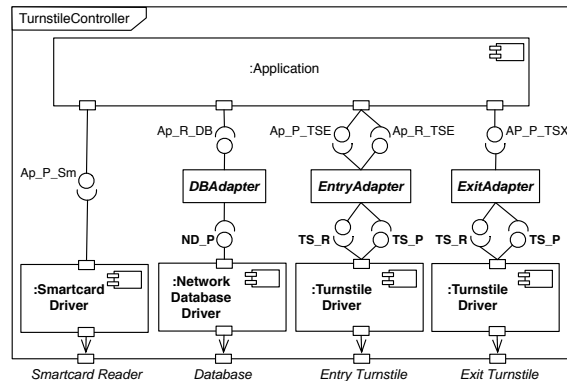 TurnstileController
:Application
Ap_R_DB
Ap_P_TSE
Ap_R_TSE
AP_P_TSX
Ap_P_Sm
DBAdapter
EntryAdapter
ExitAdapter
ND_P
TS_R
TS_P
TS_R
TS_P
:Smartcard
Driver
:Network
Database
Driver
:Turnstile
Driver
:Turnstile
Driver
Smartcard Reader
Database
Entry Turnstile
Exit Turnstile